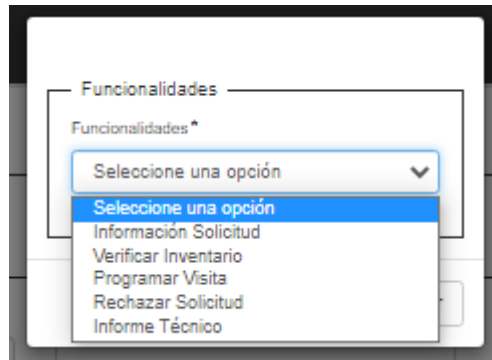 Funcionalidades
Funcionalidades*
Seleccione una opción
Seleccione una opción
Información Solicitud
Verificar Inventario
Programar Visita
Rechazar Solicitud
Informe Técnico